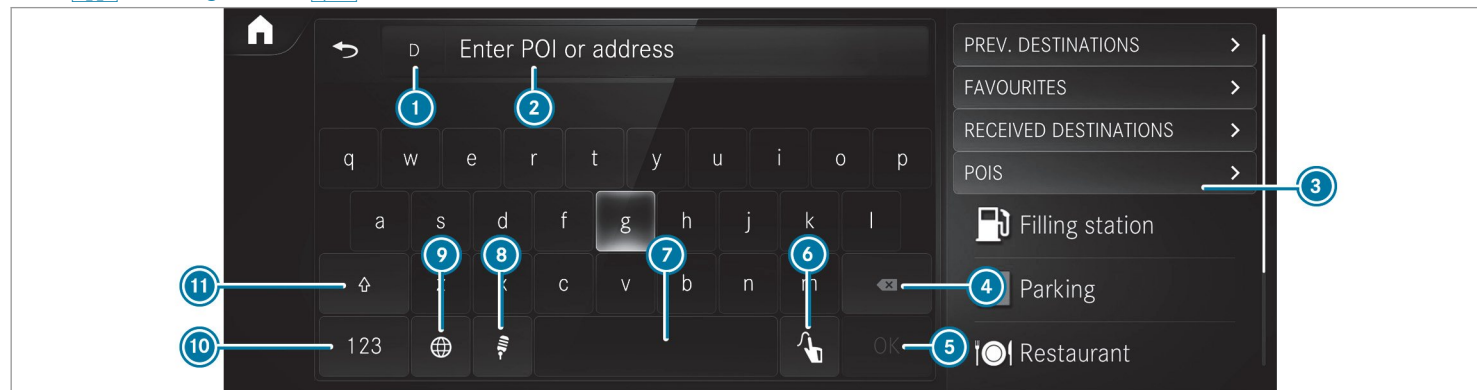 D Enter POI or address
1 2
q w e r t y u i o p
a s d f g h j k l
z x c v b n m
123 OK
11 9 8 7 6 4
10 5
PREV. DESTINATIONS
FAVOURITES
RECEIVED DESTINATIONS
POIS
3
Filling station
Parking
Restaurant